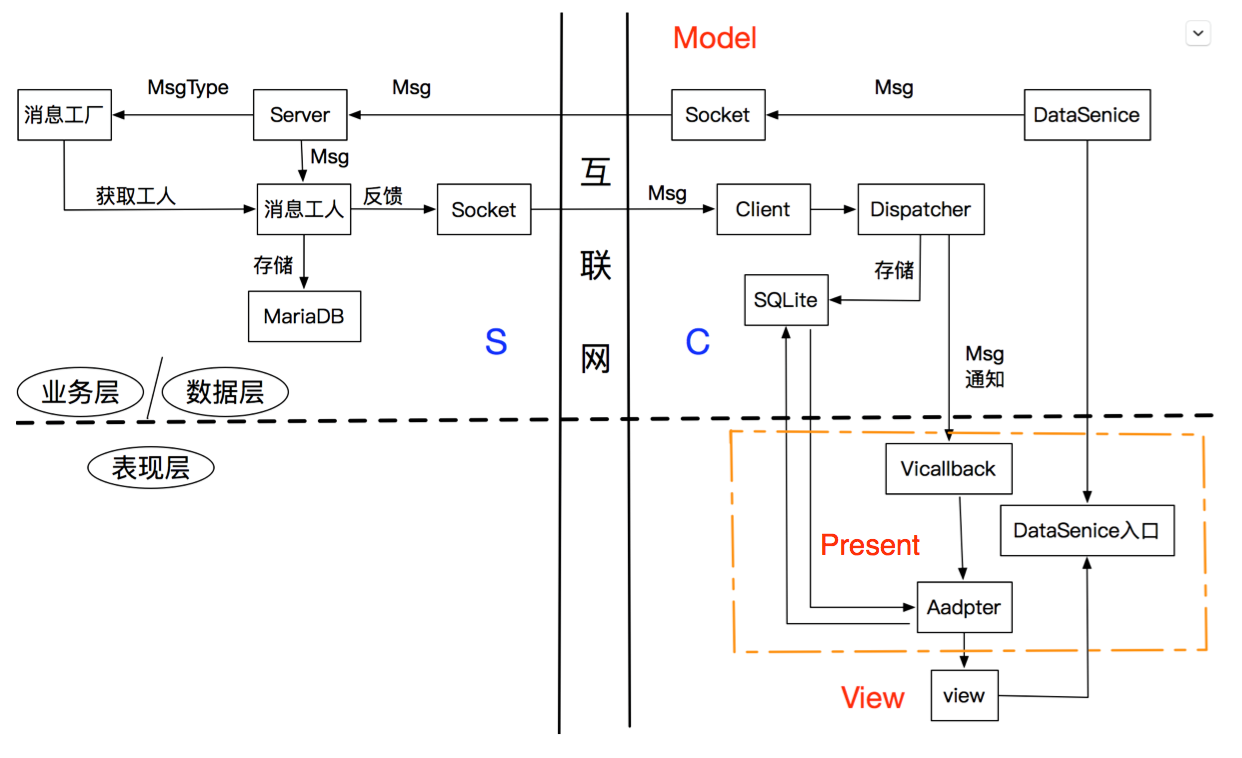 Model
MsgType
Msg
Msg
消息工厂
Server
Socket
DataSenice
Msg
互
联
网
获取工人
消息工人
反馈
Socket
Msg
Client
Dispatcher
存储
MariaDB
存储
SQLite
S
C
Msg
通知
业务层
数据层
表现层
Vicallback
DataSenice入口
Present
Aadpter
View
view